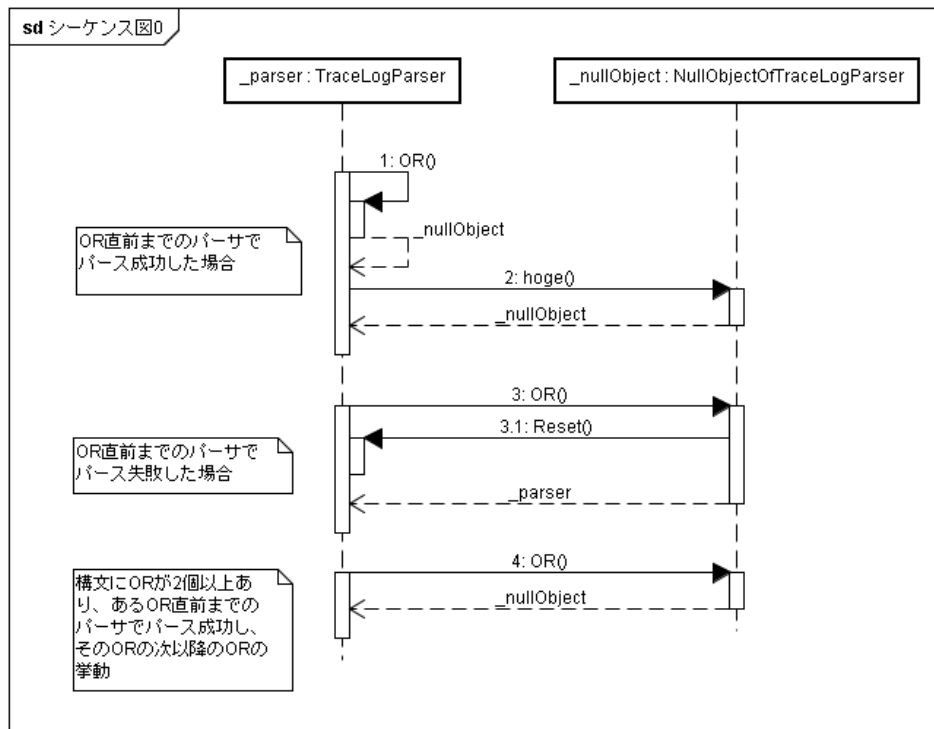 sd シーケンス図0
_parser : TraceLogParser
_nullObject : NullObjectOfTraceLogParser
1: OR()
_nullObject
OR直前までのパーサで
パース成功した場合
2: hoge()
_nullObject
3: OR()
3.1: Reset()
OR直前までのパーサで
パース失敗した場合
_parser
4: OR()
_nullObject
構文にORが2個以上あ
り、あるOR直前までの
パーサでパース成功し、
そのORの次以降のORの
挙動